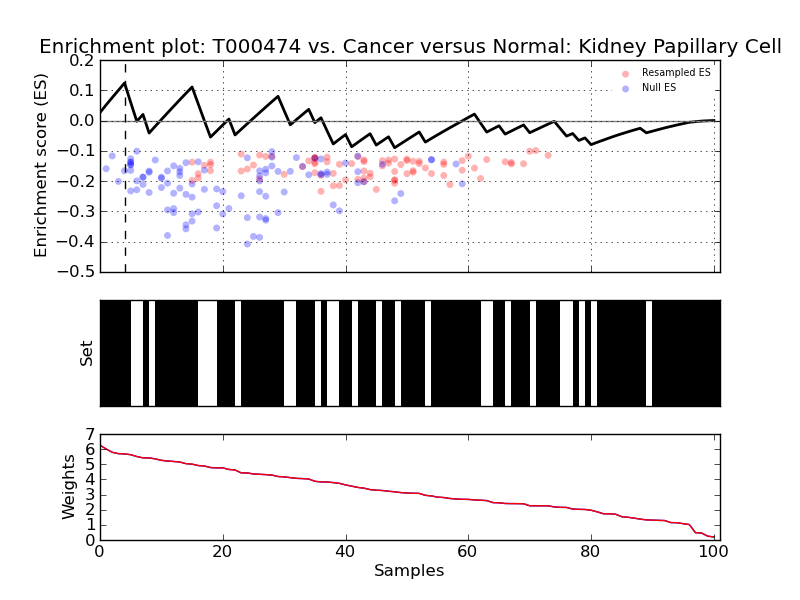 Enrichment plot: T000474 vs. Cancer versus Normal: Kidney Papillary Cell
Enrichment score (ES)
0.2
0.1
0.0
−0.1
−0.2
−0.3
−0.4
−0.5
Resampled ES
Null ES
Set
Weights
7
6
5
4
3
2
1
0
0 20 40 60 80 100
Samples